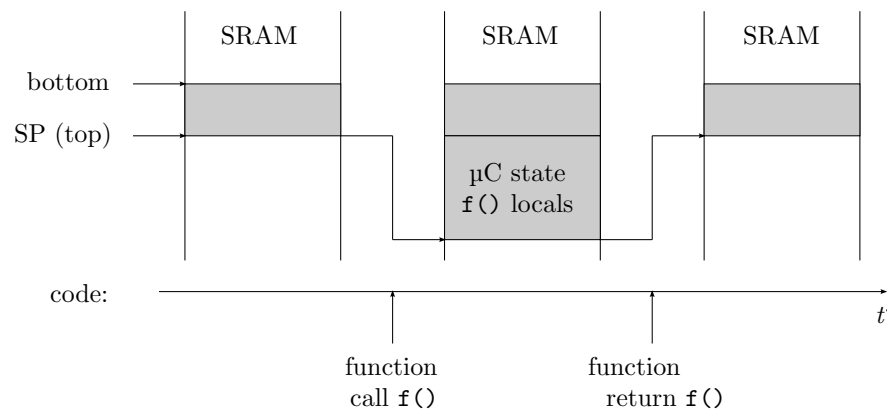 SRAM SRAM SRAM
bottom
SP (top)
µC state
f() locals
code:
t
function function
call f() return f()